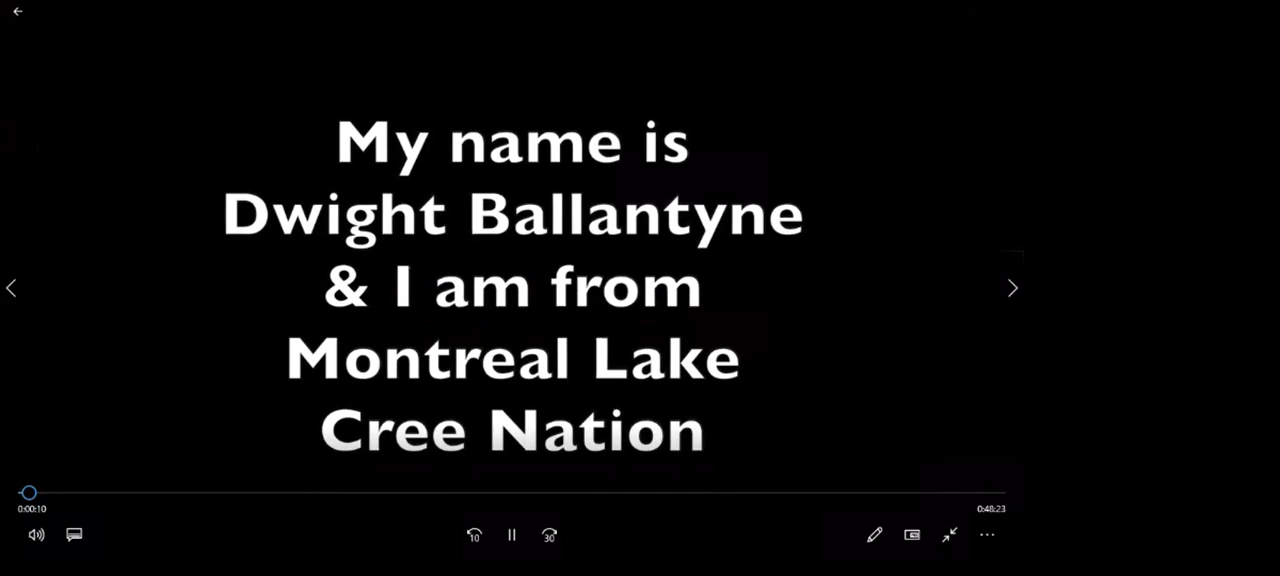 My name is
Dwight Ballantyne
& I am from
Montreal Lake
Cree Nation
0:00:10
0:48:23
10
30